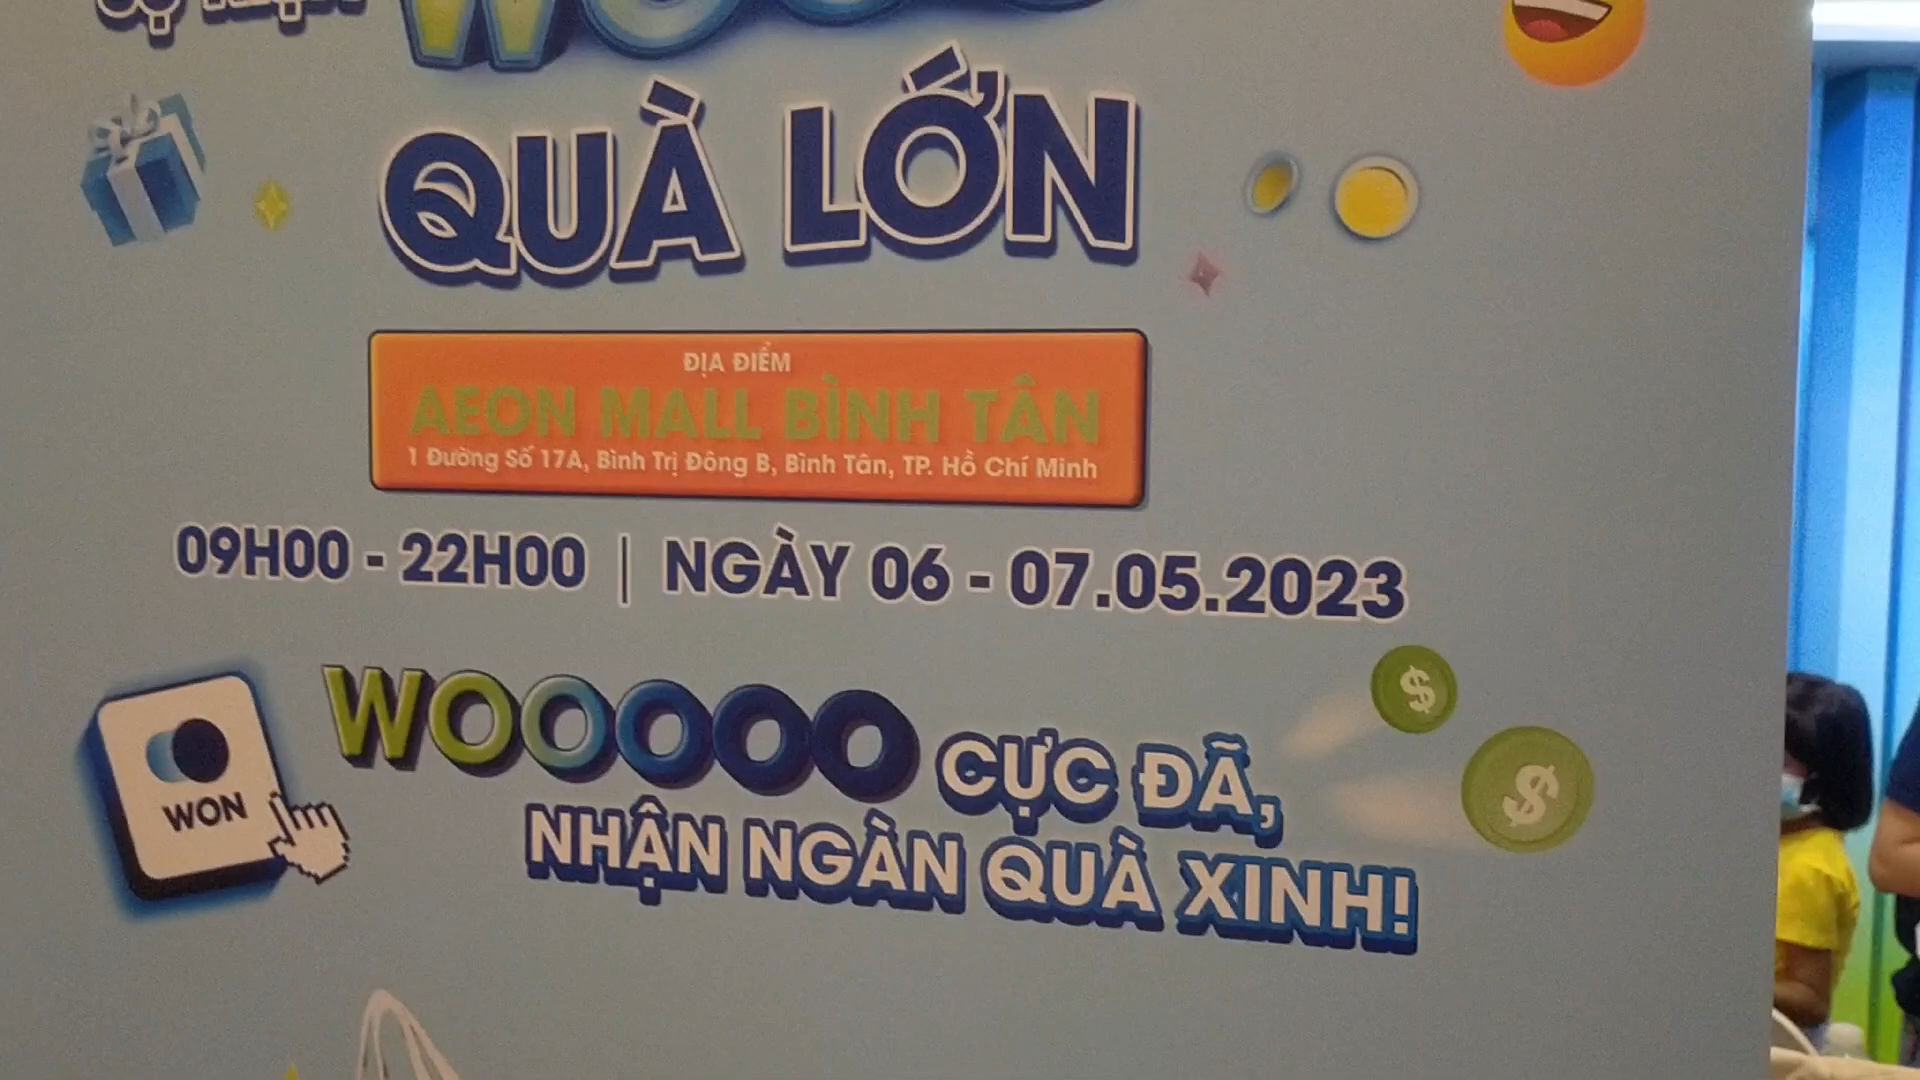 QUÀ LỚN
ĐỊA ĐIỂM
AEON MALL BÌNH TÂN
1 Đường Số 17A, Bình Trị Đông B, Bình Tân, TP. Hồ Chí Minh
09H00 - 22H00 | NGÀY 06 - 07.05.2023
WOOOOO CỰC ĐÃ,
WON
NHẬN NGÀN QUÀ XINH!